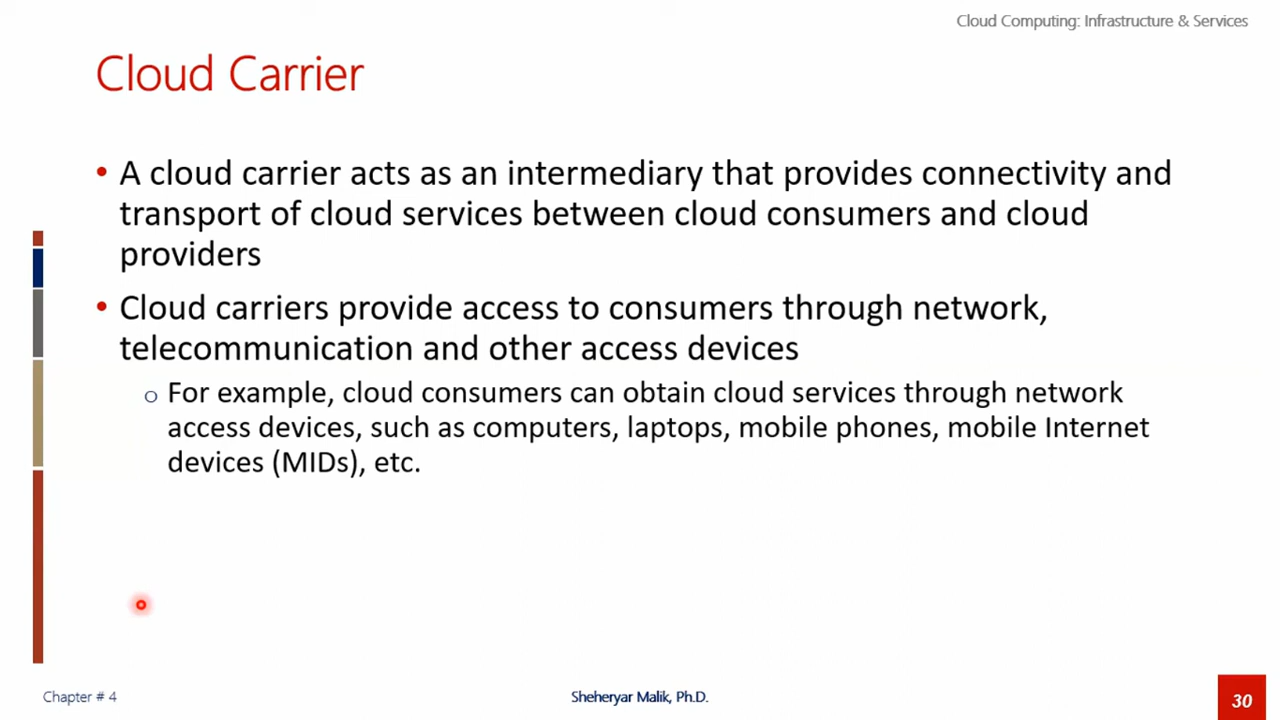 Cloud Computing: Infrastructure & Services
Cloud Carrier
• A cloud carrier acts as an intermediary that provides connectivity and
transport of cloud services between cloud consumers and cloud
providers
• Cloud carriers provide access to consumers through network,
telecommunication and other access devices
o For example, cloud consumers can obtain cloud services through network
access devices, such as computers, laptops, mobile phones, mobile Internet
devices (MIDs), etc.
Chapter # 4
Sheheryar Malik, Ph.D.
30